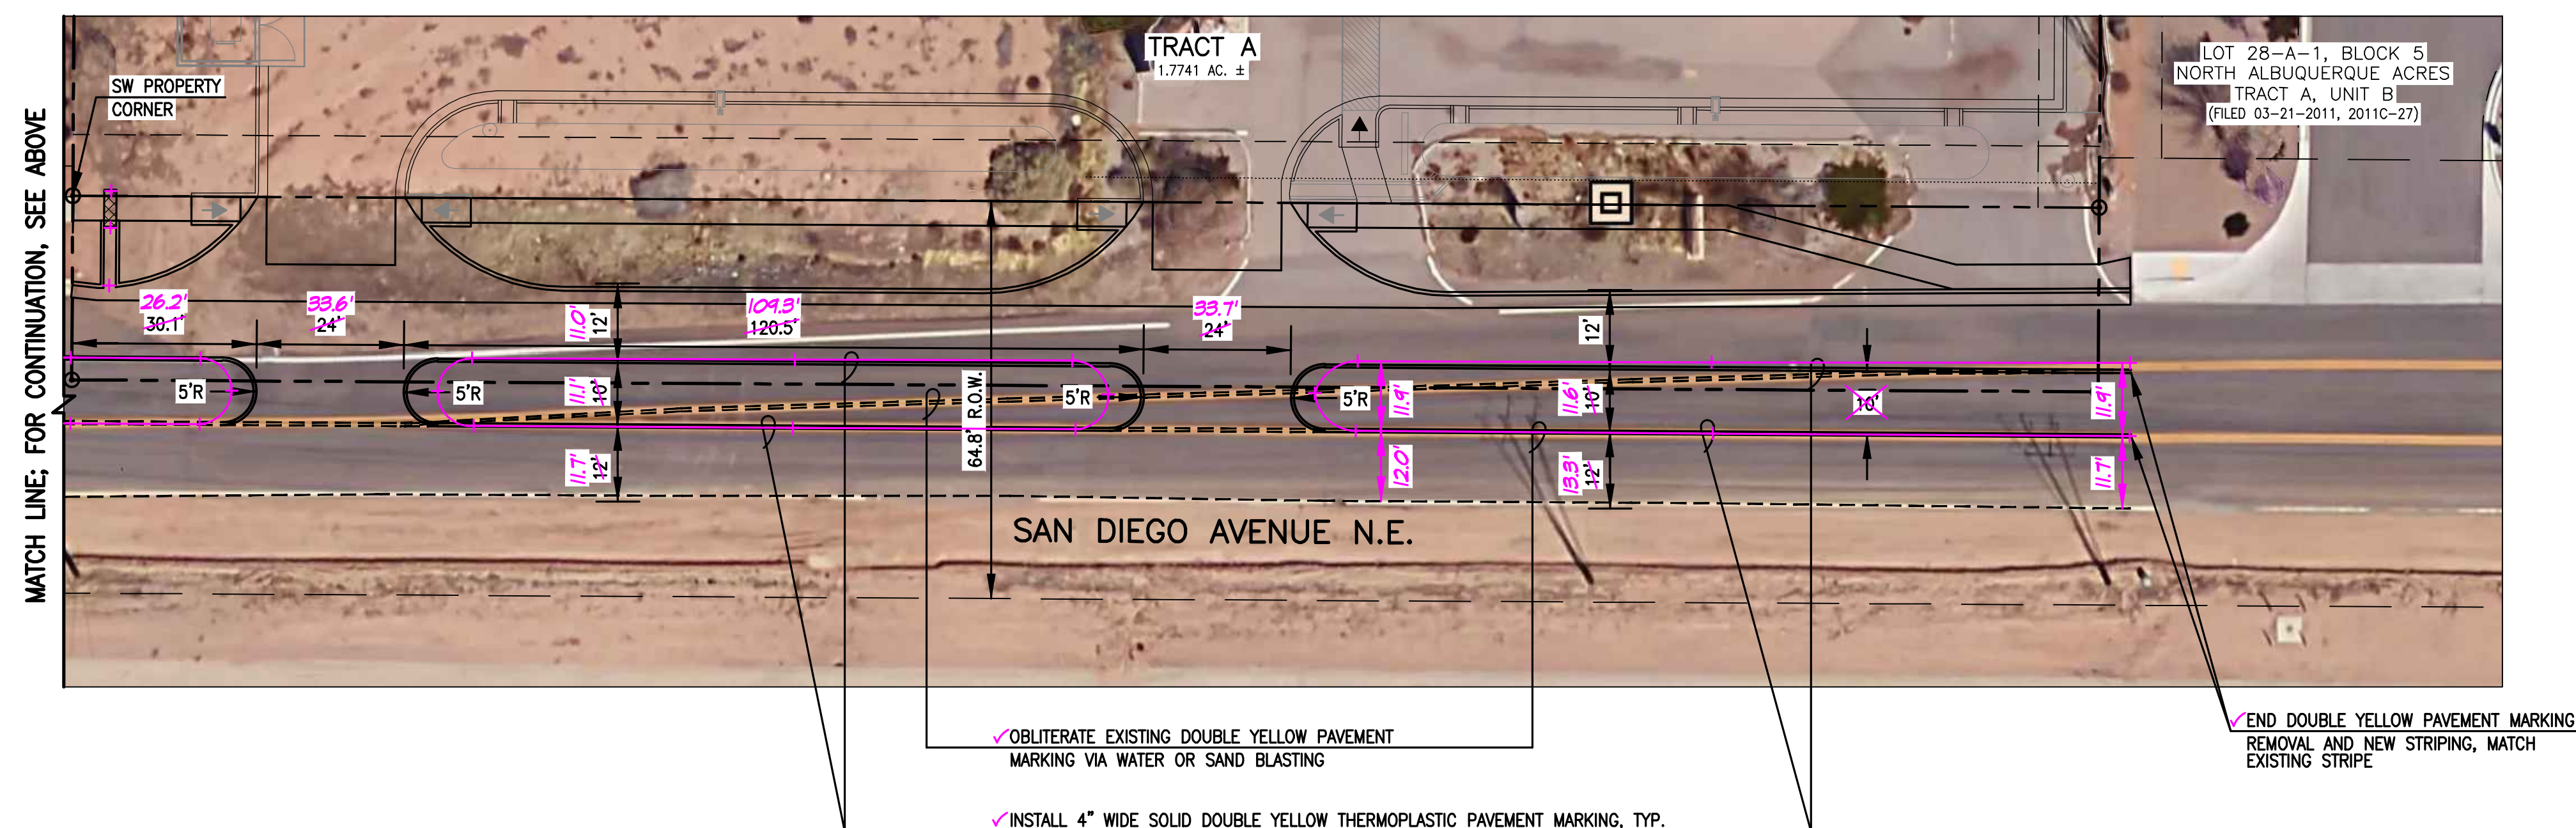 MATCH LINE; FOR CONTINUATION, SEE ABOVE
SW PROPERTY
CORNER
TRACT A
1.7741 AC. ±
LOT 28-A-1, BLOCK 5
NORTH ALBUQUERQUE ACRES
TRACT A, UNIT B
(FILED 03-21-2011, 2011C-27)
26.2'
30.1'
33.6'
24'
11.0'
12'
109.3'
120.5'
33.7'
24'
12'
5'R
5'R
11.1'
10'
5'R
5'R
11.9'
11.6'
10'
10'
11.9'
11.7'
12'
64.8' R.O.W.
12.0'
13.3'
12'
11.7'
SAN DIEGO AVENUE N.E.
OBLITERATE EXISTING DOUBLE YELLOW PAVEMENT
MARKING VIA WATER OR SAND BLASTING
END DOUBLE YELLOW PAVEMENT MARKING
REMOVAL AND NEW STRIPING, MATCH
EXISTING STRIPE
INSTALL 4" WIDE SOLID DOUBLE YELLOW THERMOPLASTIC PAVEMENT MARKING, TYP.